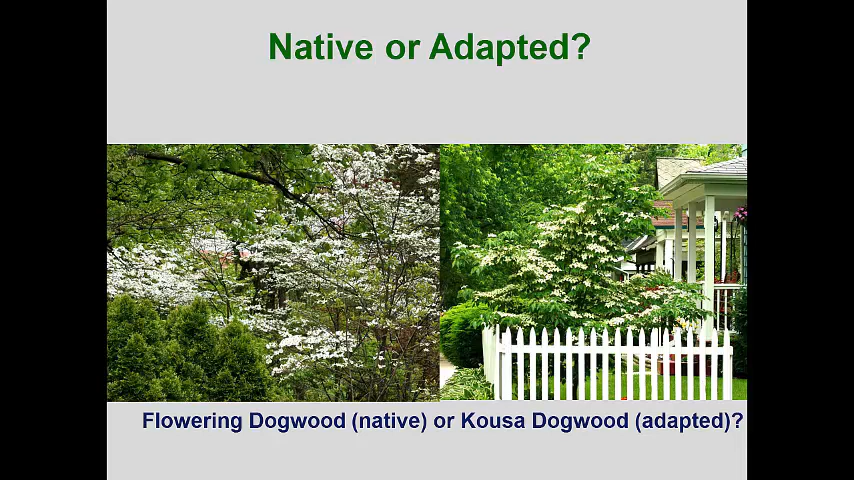 Native or Adapted?
Flowering Dogwood (native) or Kousa Dogwood (adapted)?